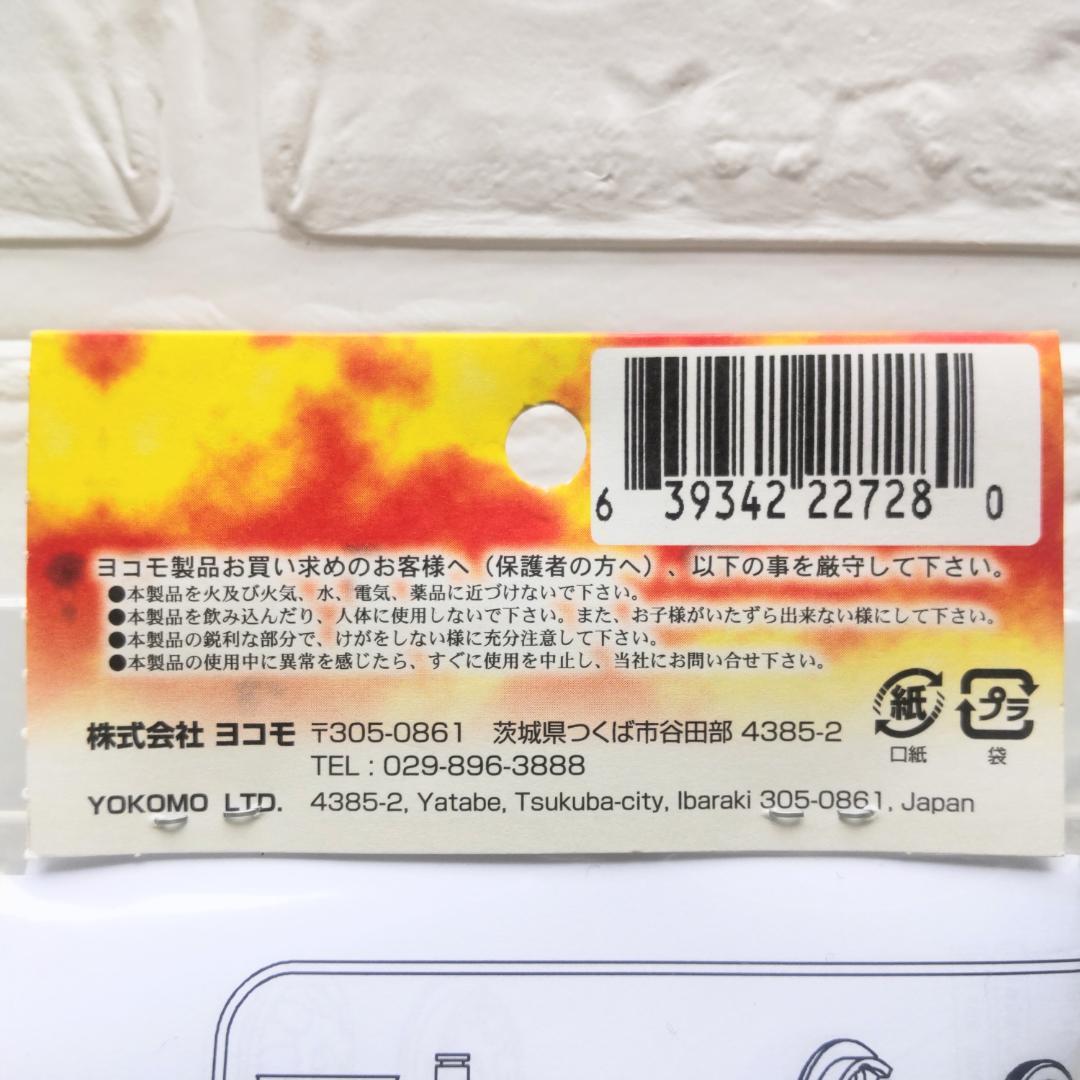 6 39342 22728 0
ヨコモ製品お買い求めのお客様へ（保護者の方へ）、以下の事を厳守して下さい。
●本製品を火及び火気、水、電気、薬品に近づけないで下さい。
●本製品を飲み込んだり、人体に使用しないで下さい。また、お子様がいたずら出来ない様にして下さい。
●本製品の鋭利な部分で、けがをしない様に充分注意して下さい。
●本製品の使用中に異常を感じたら、すぐに使用を中止し、当社にお問い合せ下さい。
紙 プラ
口紙 袋
株式会社 ヨコモ 〒305-0861 茨城県つくば市谷田部 4385-2
TEL : 029-896-3888
YOKOMO LTD. 4385-2, Yatabe, Tsukuba-city, Ibaraki 305-0861, Japan